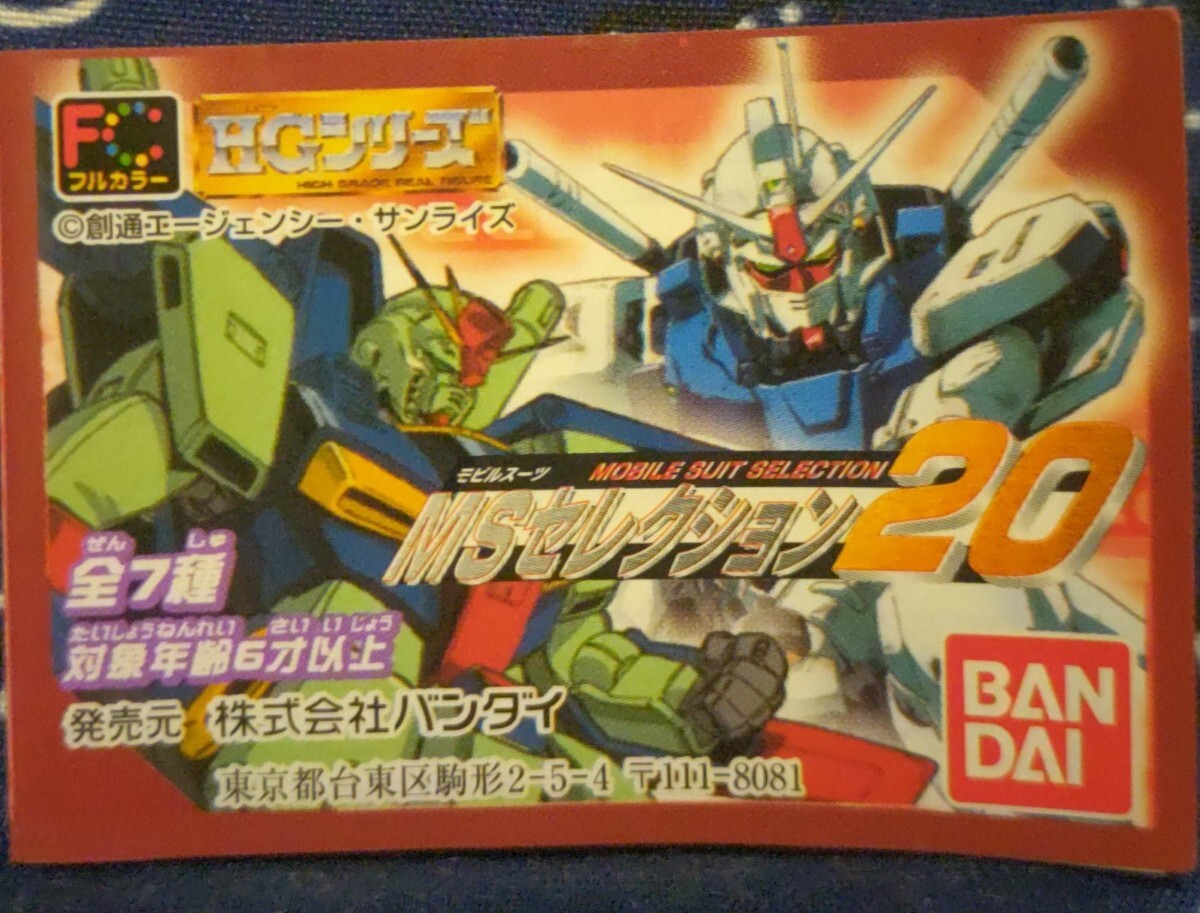 FC
フルカラー
HGシリーズ
HIGH GRADE REAL FIGURE
©創通エージェンシー・サンライズ
モビルスーツ
MOBILE SUIT SELECTION
MSセレクション20
ぜん しゅ
全7種
たいしょうねんれい さい いじょう
対象年齢6才以上
発売元 株式会社バンダイ
東京都台東区駒形2-5-4 〒111-8081
BAN
DAI